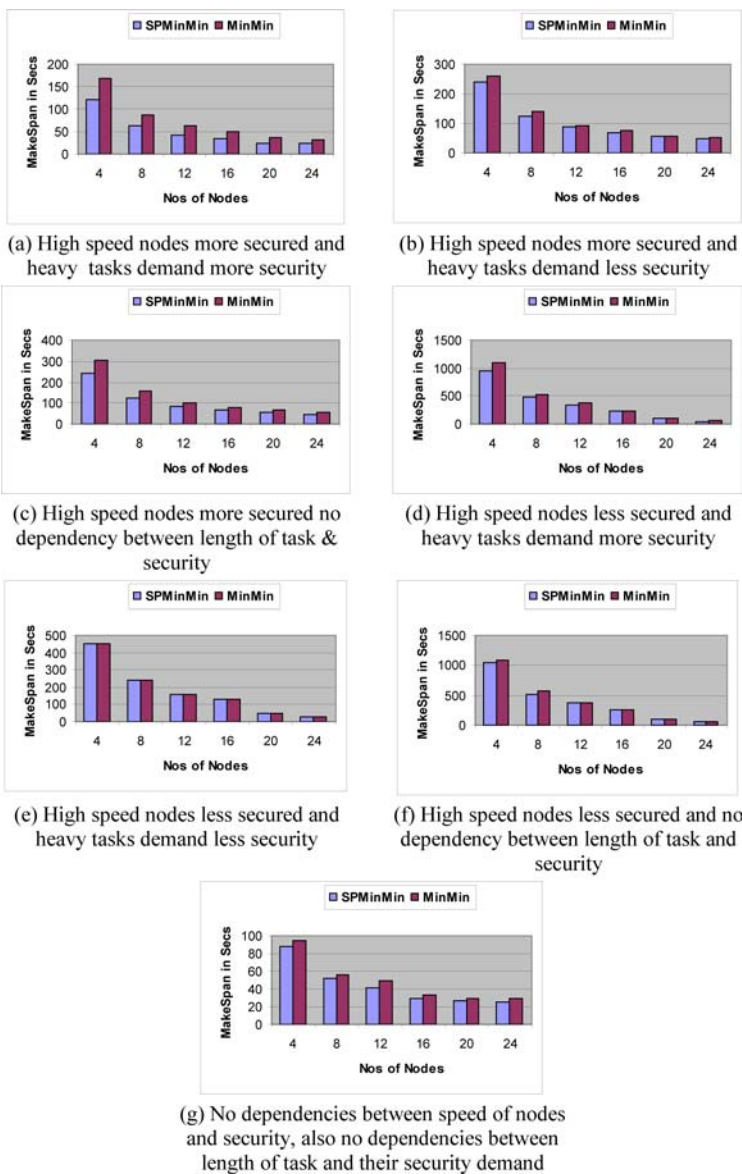 SPMinMin MinMin
MakeSpan in Secs
200
150
100
50
0
4 8 12 16 20 24
Nos of Nodes
(a) High speed nodes more secured and
heavy tasks demand more security
SPMinMin MinMin
MakeSpan in Secs
300
200
100
0
4 8 12 16 20 24
Nos of Nodes
(b) High speed nodes more secured and
heavy tasks demand less security
SPMinMin MinMin
MakeSpan in Secs
400
300
200
100
0
4 8 12 16 20 24
Nos of Nodes
(c) High speed nodes more secured no
dependency between length of task &
security
SPMinMin MinMin
MakeSpan in Secs
1500
1000
500
0
4 8 12 16 20 24
Nos of Nodes
(d) High speed nodes less secured and
heavy tasks demand more security
SPMinMin MinMin
MakeSpan in Secs
500
400
300
200
100
0
4 8 12 16 20 24
Nos of Nodes
(e) High speed nodes less secured and
heavy tasks demand less security
SPMinMin MinMin
MakeSpan in Secs
1500
1000
500
0
4 8 12 16 20 24
Nos of Nodes
(f) High speed nodes less secured and no
dependency between length of task and
security
SPMinMin MinMin
MakeSpan in Secs
100
80
60
40
20
0
4 8 12 16 20 24
Nos of Nodes
(g) No dependencies between speed of nodes
and security, also no dependencies between
length of task and their security demand